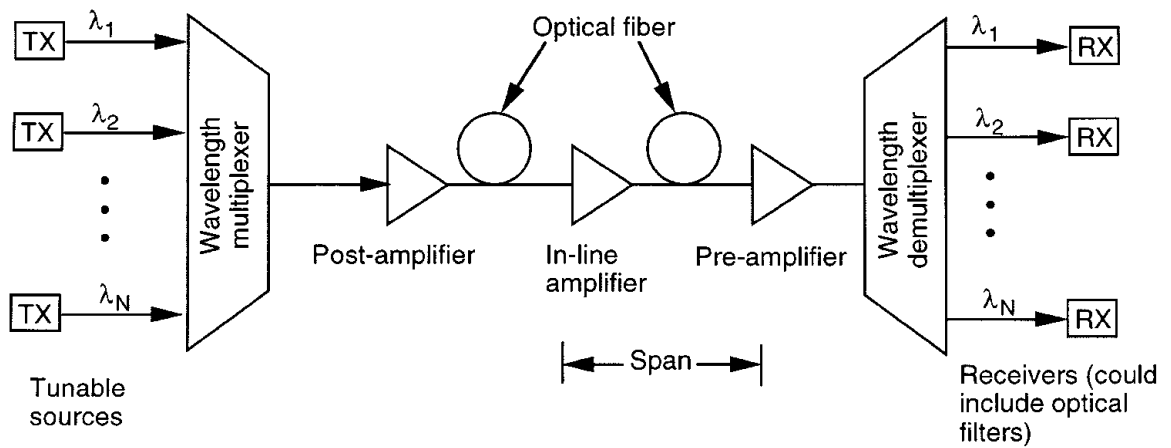 TX
λ1
Optical fiber
λ1
RX
TX
λ2
λ2
RX
Wavelength
multiplexer
Wavelength
demultiplexer
Post-amplifier
In-line
amplifier
Pre-amplifier
TX
λN
λN
RX
Span
Tunable
sources
Receivers (could
include optical
filters)